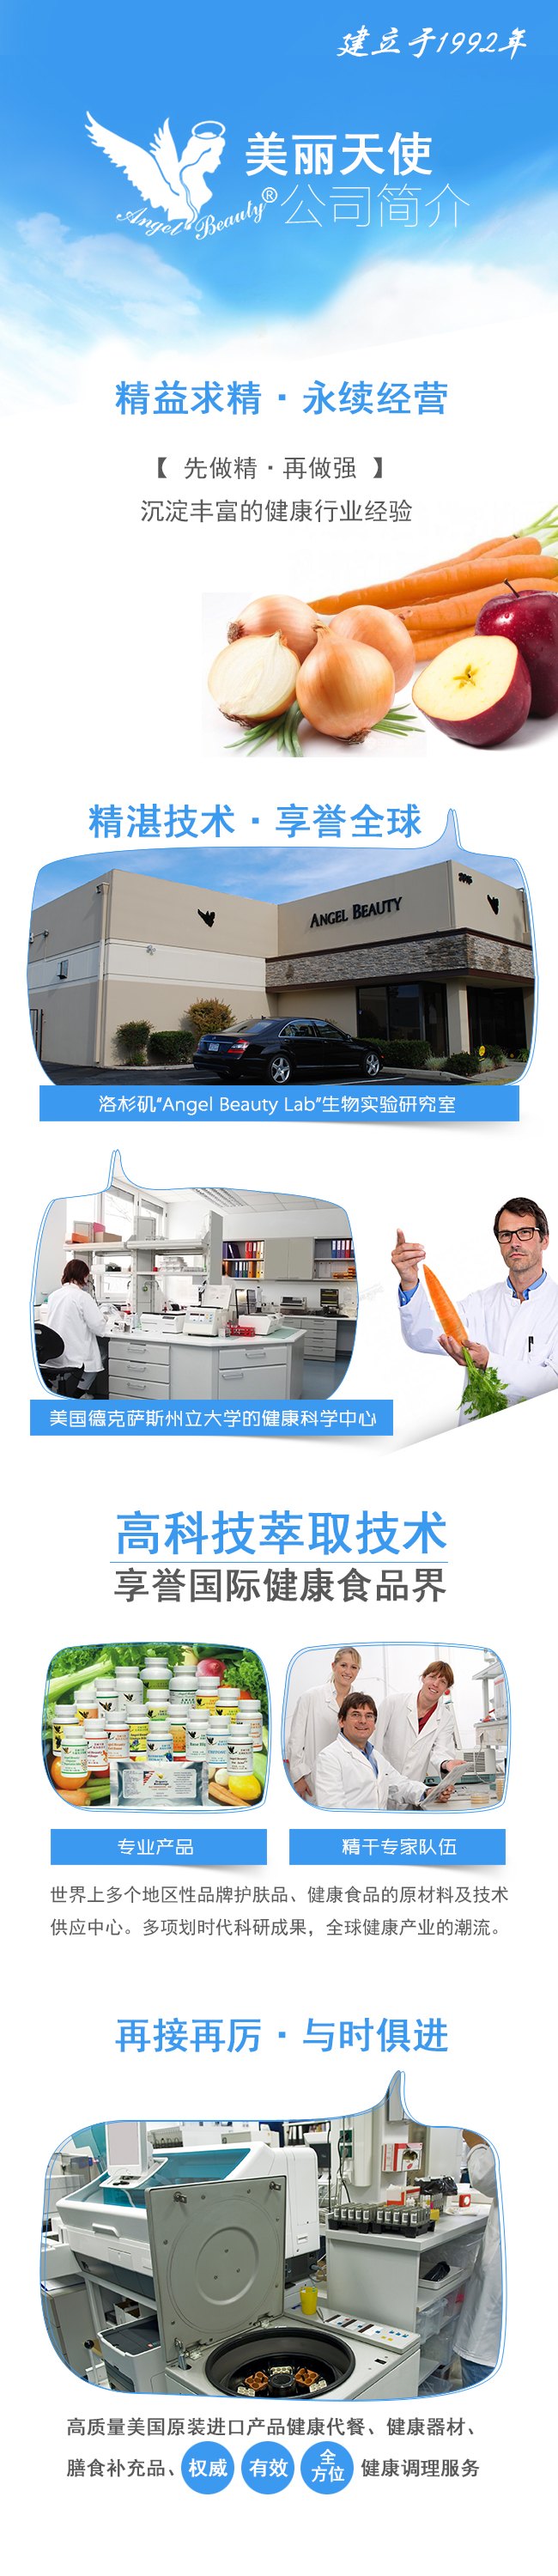 建立于1992年
美丽天使
Angel Beauty®
公司简介
精益求精·永续经营
【 先做精·再做强 】
沉淀丰富的健康行业经验
精湛技术·享誉全球
ANGEL BEAUTY
洛杉矶“Angel Beauty Lab”生物实验研究室
美国德克萨斯州立大学的健康科学中心
高科技萃取技术
享誉国际健康食品界
专业产品
精干专家队伍
世界上多个地区性品牌护肤品、健康食品的原材料及技术
供应中心。多项划时代科研成果，全球健康产业的潮流。
再接再厉·与时俱进
高质量美国原装进口产品健康代餐、健康器材、
膳食补充品、权威 有效 全方位 健康调理服务